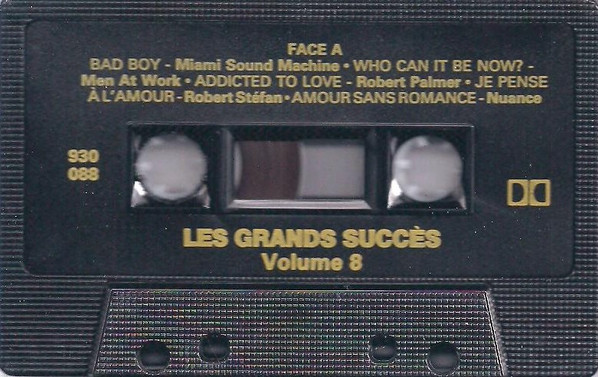 FACE A
BAD BOY - Miami Sound Machine • WHO CAN IT BE NOW? -
Men At Work • ADDICTED TO LOVE - Robert Palmer • JE PENSE
À L'AMOUR - Robert Stéfan • AMOUR SANS ROMANCE - Nuance
930
088
LES GRANDS SUCCÈS
Volume 8